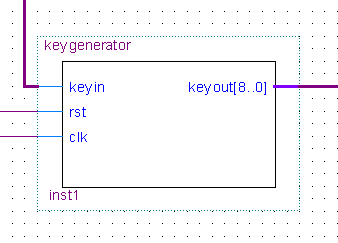 keygenerator
keyin keyout[8..0]
rst
clk
inst1